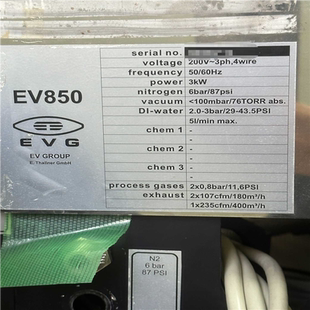 serial no.
voltage 200V~3ph,4wire
frequency 50/60Hz
power 3kW
nitrogen 6bar/87psi
vacuum <100mbar/76TORR abs.
DI-water 2.0-3bar/29-43.5PSI
5l/min max.
chem 1 -
-
chem 2 -
-
chem 3 -
-
process gases 2x0,8bar/11,6PSI
exhaust 2x107cfm/180m³/h
1x235cfm/400m³/h
EV850
EVG
EV GROUP
E. Thallner GmbH
N2
6 bar
87 PSI